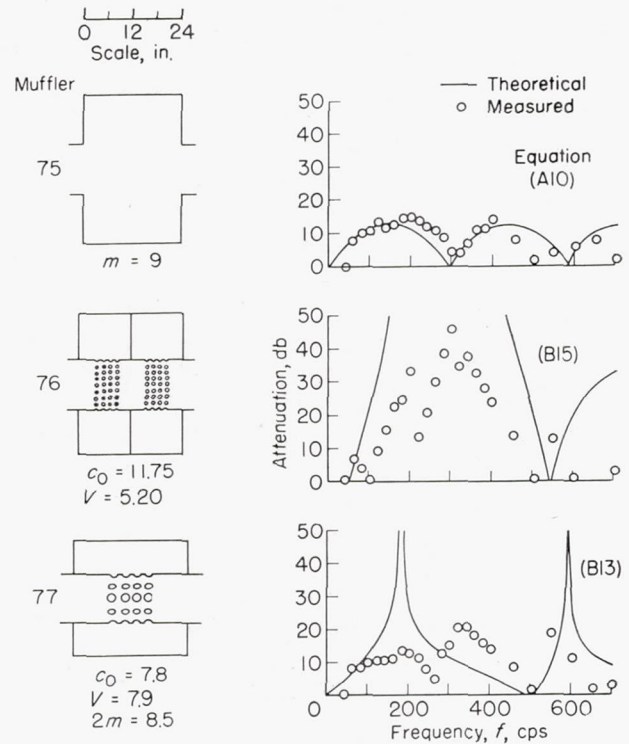 0 12 24
Scale, in.
Muffler
75
m = 9
— Theoretical
○ Measured
Equation
(A10)
50
40
30
20
10
0
76
c₀ = 11.75
V = 5.20
Attenuation, db
(B15)
50
40
30
20
10
0
77
c₀ = 7.8
V = 7.9
2m = 8.5
(B13)
50
40
30
20
10
0 200 400 600
Frequency, f, cps